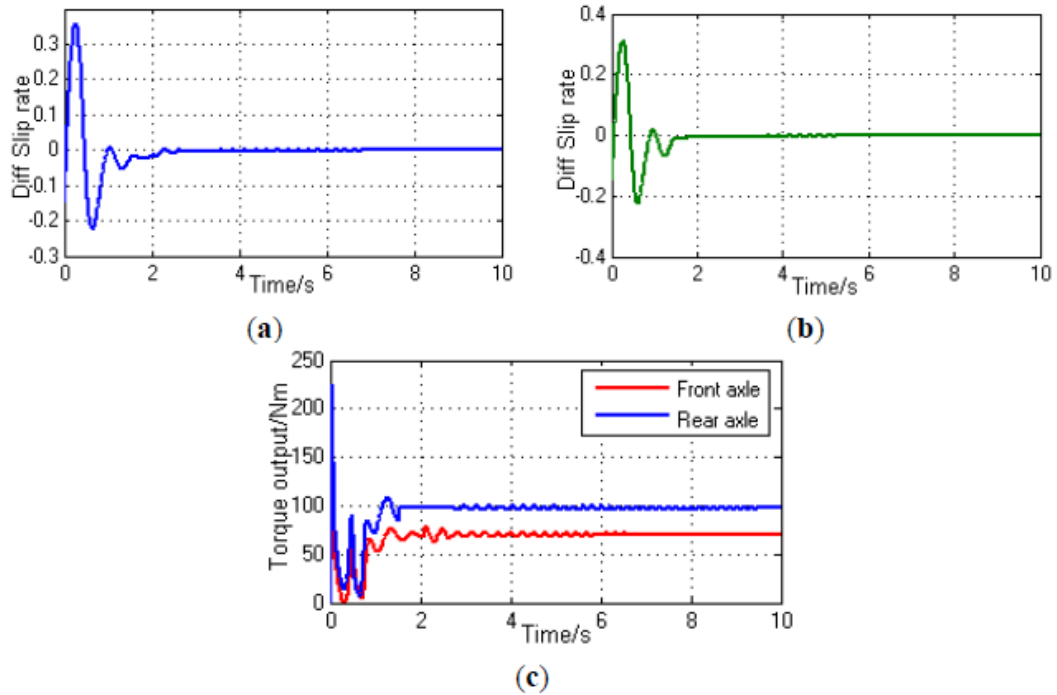 Diff Slip rate
0.3
0.2
0.1
0
-0.1
-0.2
-0.3
0 2 4 6 8 10
Time/s
(a)
Diff Slip rate
0.4
0.2
0
-0.2
-0.4
0 2 4 6 8 10
Time/s
(b)
Torque output/Nm
250
200
150
100
50
0
0 2 4 6 8 10
Time/s
Front axle
Rear axle
(c)